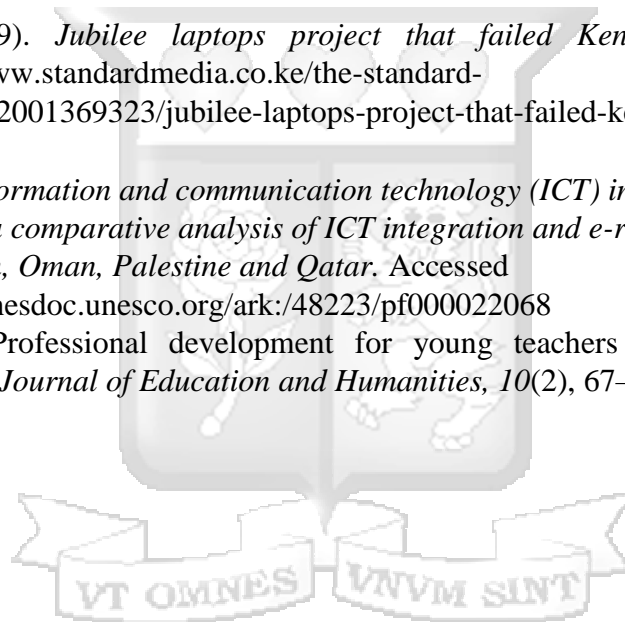 9). Jubilee laptops project that failed Ken
ww.standardmedia.co.ke/the-standard-
2001369323/jubilee-laptops-project-that-failed-k
ormation and communication technology (ICT) in
a comparative analysis of ICT integration and e-r
, Oman, Palestine and Qatar. Accessed
nesdoc.unesco.org/ark:/48223/pf000022068
Professional development for young teachers
Journal of Education and Humanities, 10(2), 67–
VT OMNES VNVM SINT